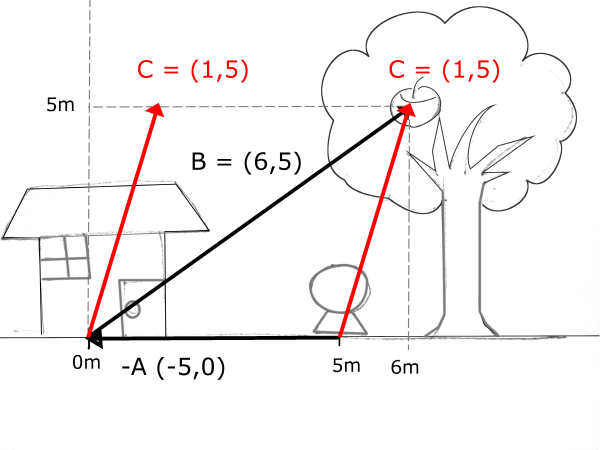 C = (1,5)
C = (1,5)
5m
B = (6,5)
0m
-A (-5,0)
5m
6m